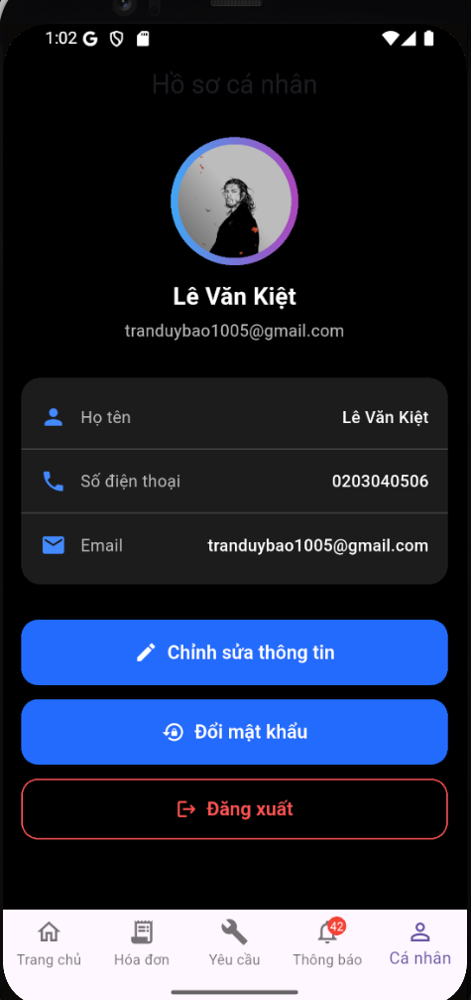 1:02
Hồ sơ cá nhân
Lê Văn Kiệt
tranduybao1005@gmail.com
Họ tên Lê Văn Kiệt
Số điện thoại 0203040506
Email tranduybao1005@gmail.com
Chỉnh sửa thông tin
Đổi mật khẩu
Đăng xuất
42
Trang chủ Hóa đơn Yêu cầu Thông báo Cá nhân